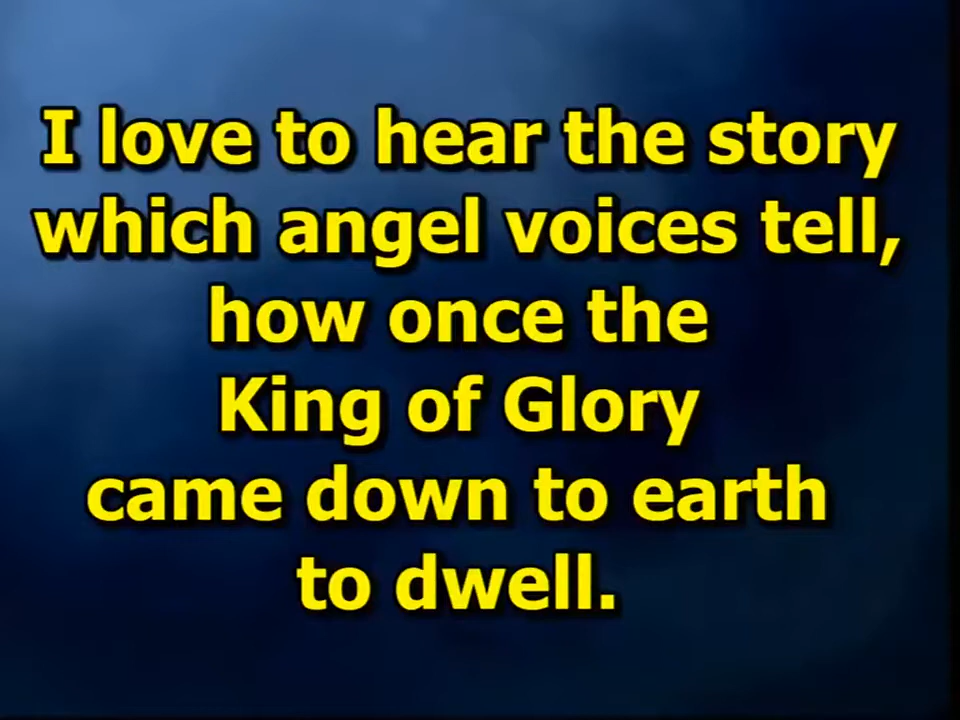 I love to hear the story
which angel voices tell,
how once the
King of Glory
came down to earth
to dwell.